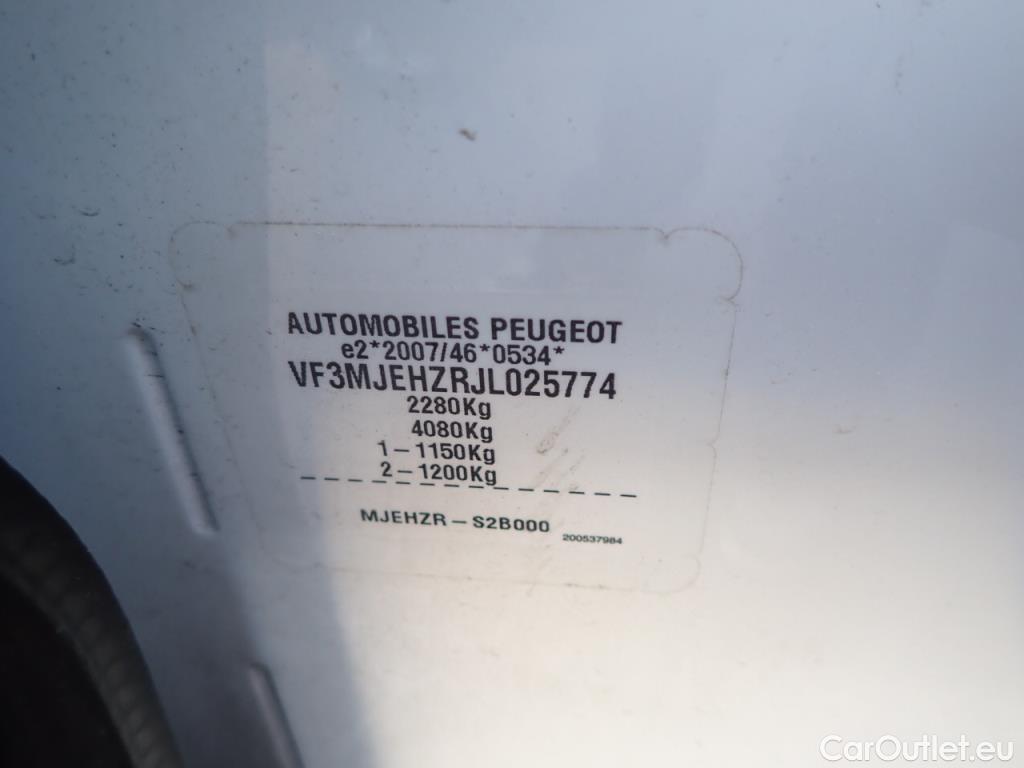 AUTOMOBILES PEUGEOT
e2*2007/46*0534*
VF3MJEHZRJL025774
2280Kg
4080Kg
1-1150Kg
2-1200Kg
MJEHZR-S2B000
200537984
CarOutlet.eu